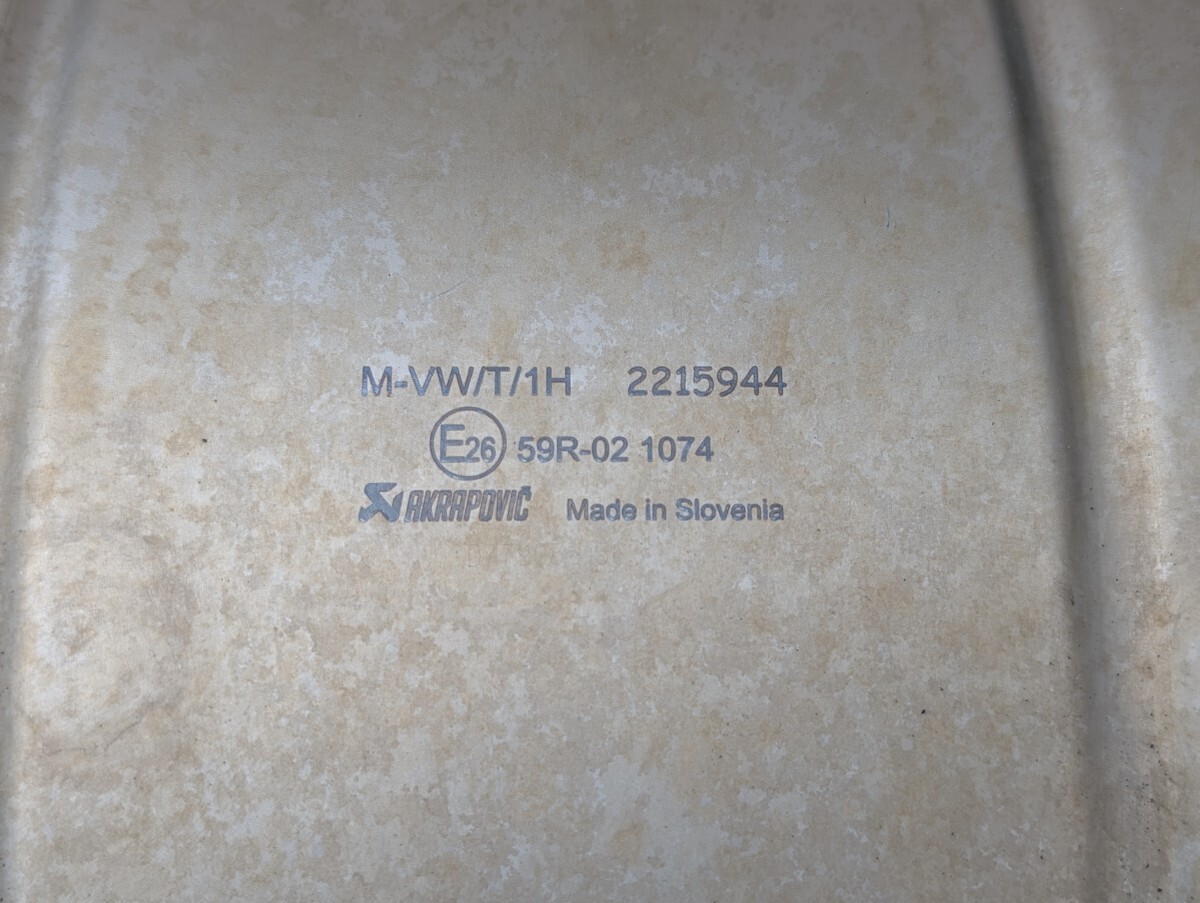 M-VW/T/1H 2215944
E26 59R-02 1074
AKRAPOVIČ Made in Slovenia